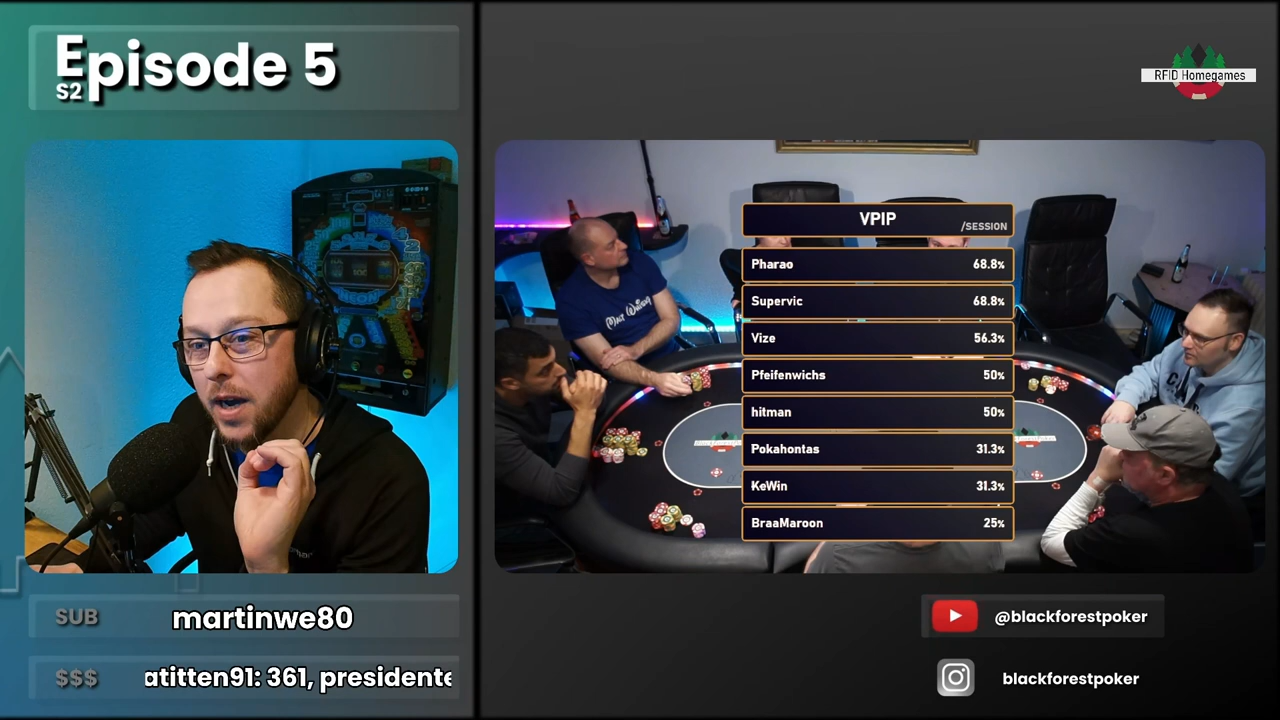 Episode 5
S2
RFID Homegames
VPIP
/SESSION
Pharao 68.8%
Supervic 68.8%
Vize 56.3%
Pfeifenwichs 50%
hitman 50%
Pokahontas 31.3%
KeWin 31.3%
BraaMaroon 25%
SUB martinwe80
$$$ atitten91: 361, presidente
@blackforestpoker
blackforestpoker